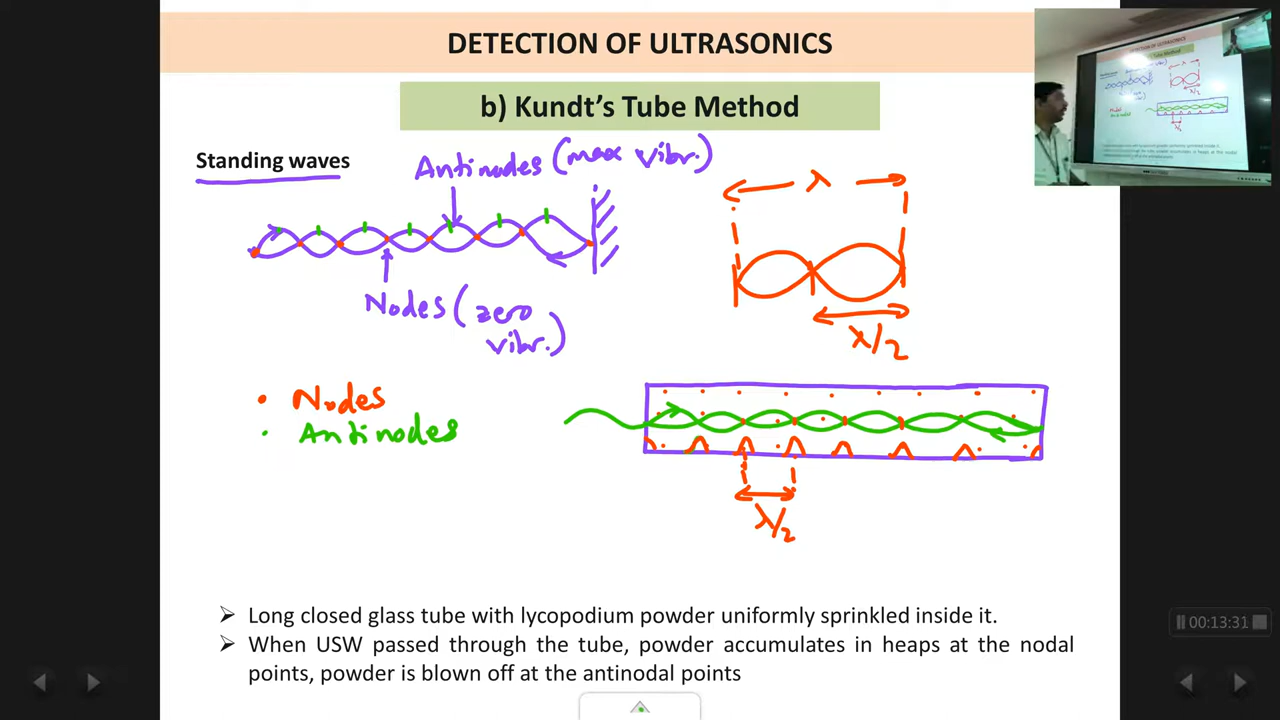 DETECTION OF ULTRASONICS
b) Kundt's Tube Method
Standing waves
Antinodes (max vibr.)
Nodes (zero
vibr.)
λ
λ/2
• Nodes
• Antinodes
λ/2
➢ Long closed glass tube with lycopodium powder uniformly sprinkled inside it.
➢ When USW passed through the tube, powder accumulates in heaps at the nodal
points, powder is blown off at the antinodal points
00:13:31